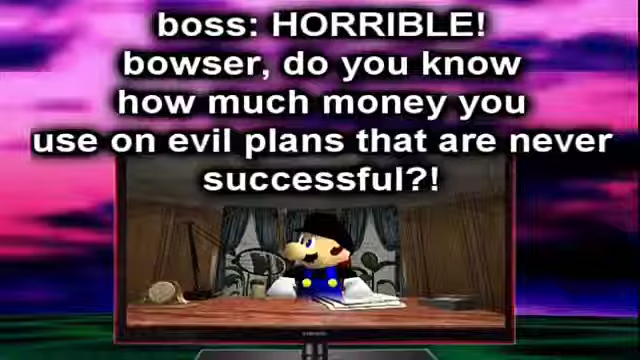 boss: HORRIBLE!
bowser, do you know
how much money you
use on evil plans that are never
successful?!